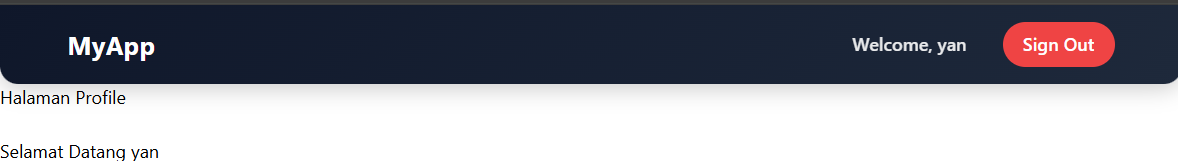 MyApp
Welcome, yan
Sign Out
Halaman Profile
Selamat Datang yan